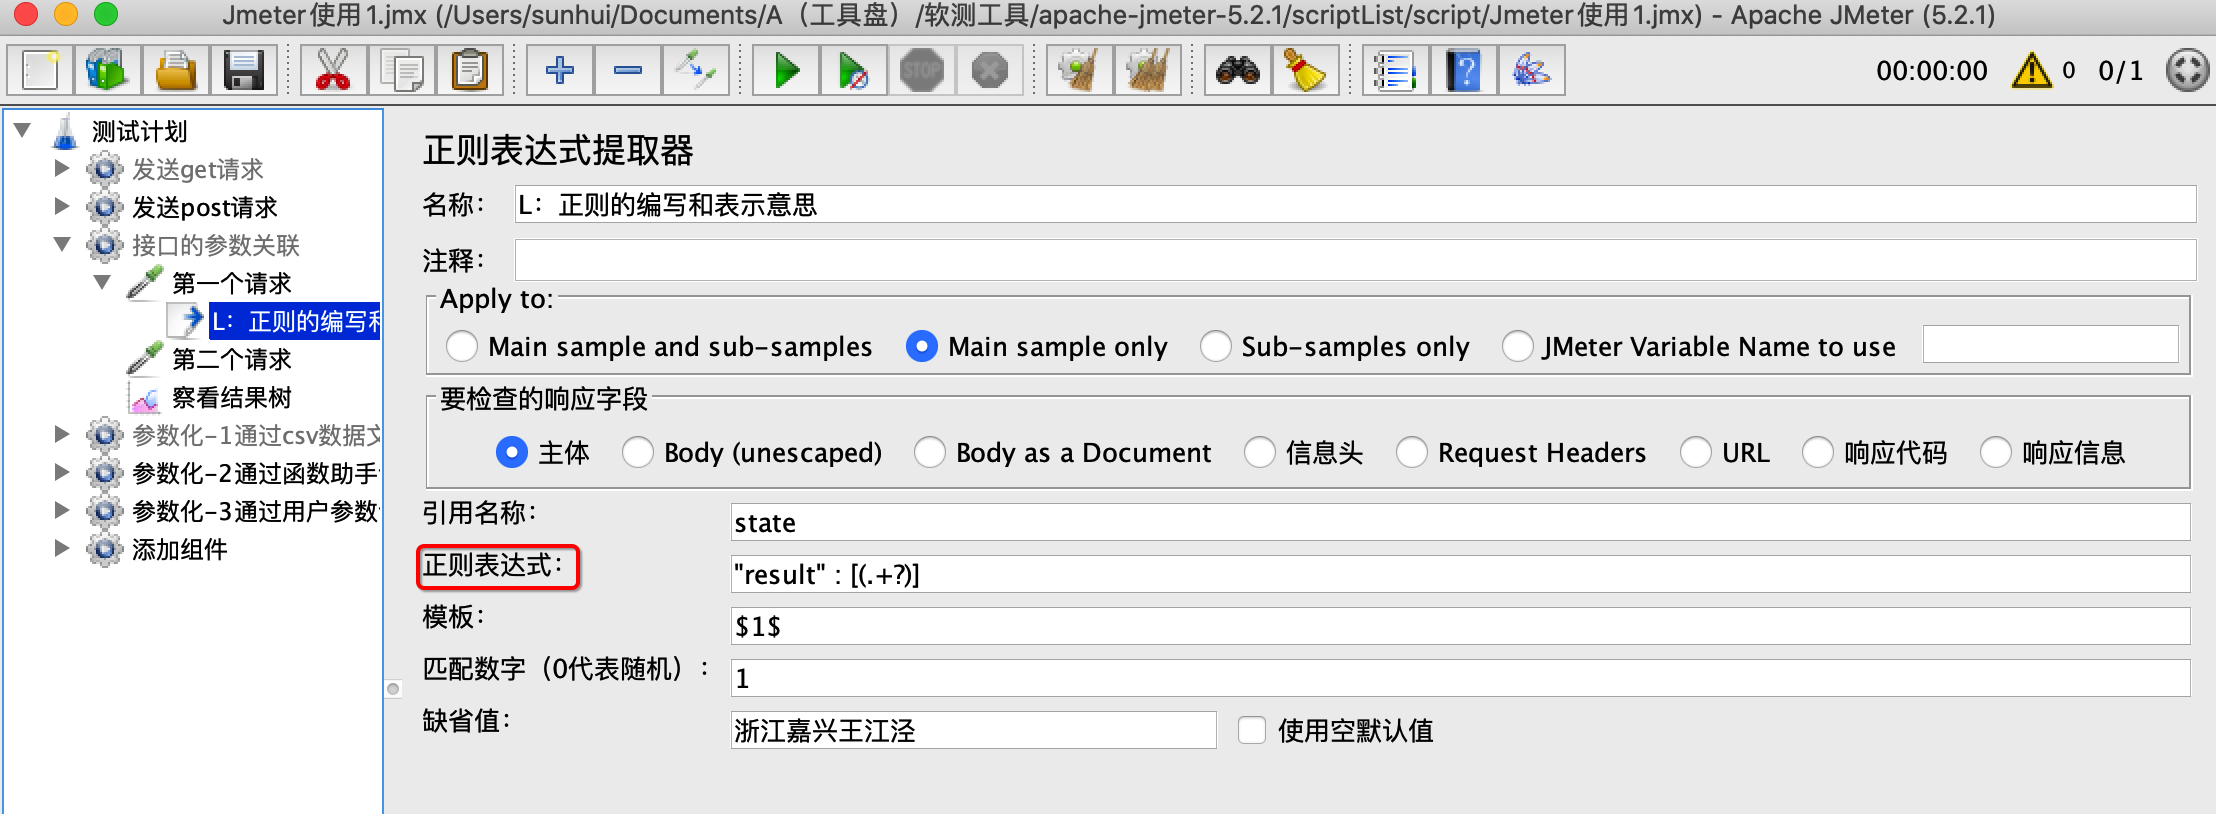 Jmeter使用1.jmx (/Users/sunhui/Documents/A（工具盘）/软测工具/apache-jmeter-5.2.1/scriptList/script/Jmeter使用1.jmx) - Apache JMeter (5.2.1)
STOP
00:00:00 0 0/1
测试计划
发送get请求
发送post请求
接口的参数关联
第一个请求
L：正则的编写和
第二个请求
察看结果树
参数化-1通过csv数据文
参数化-2通过函数助手
参数化-3通过用户参数
添加组件
正则表达式提取器
名称： L：正则的编写和表示意思
注释：
Apply to:
Main sample and sub-samples Main sample only Sub-samples only JMeter Variable Name to use
要检查的响应字段
主体 Body (unescaped) Body as a Document 信息头 Request Headers URL 响应代码 响应信息
引用名称： state
正则表达式： "result" : [(.+?)]
模板： $1$
匹配数字（0代表随机）： 1
缺省值： 浙江嘉兴王江泾 使用空默认值